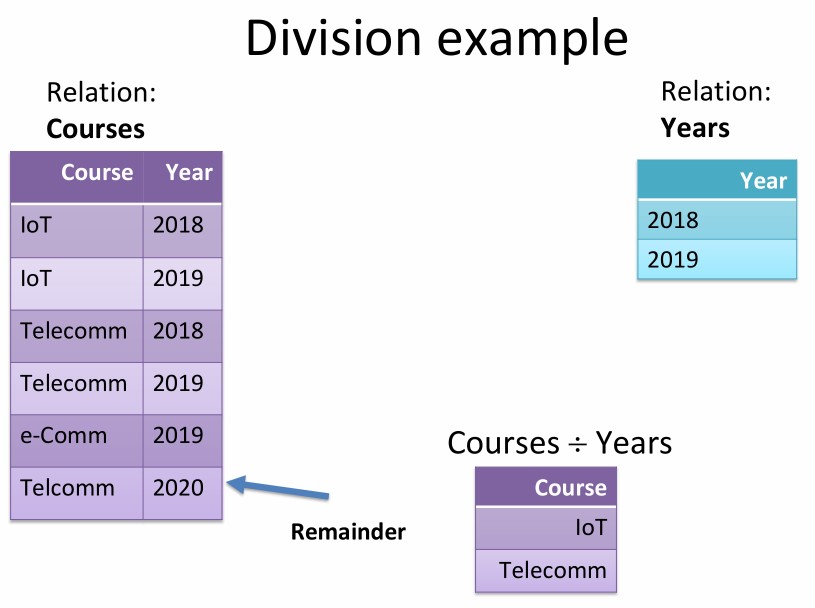 Division example
Relation:
Courses
Course Year
IoT 2018
IoT 2019
Telecomm 2018
Telecomm 2019
e-Comm 2019
Telcomm 2020
Remainder
Relation:
Years
Year
2018
2019
Courses ÷ Years
Course
IoT
Telecomm